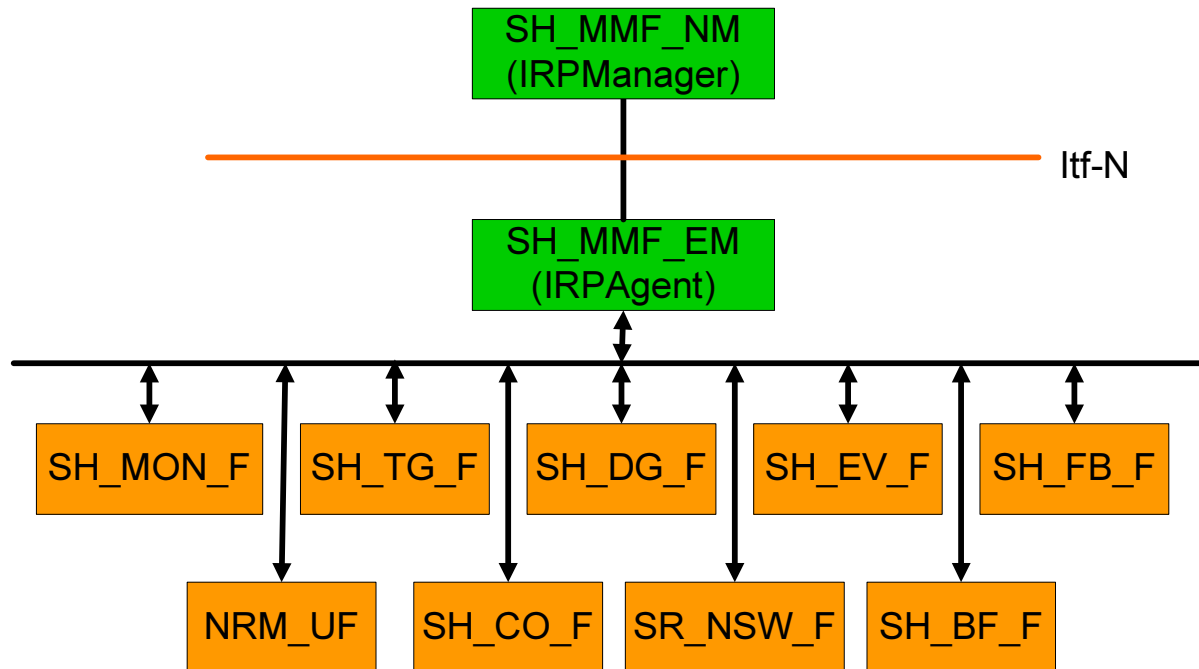 SH_MMF_NM
(IRPManager)
Itf-N
SH_MMF_EM
(IRPAgent)
SH_MON_F
SH_TG_F
SH_DG_F
SH_EV_F
SH_FB_F
NRM_UF
SH_CO_F
SR_NSW_F
SH_BF_F